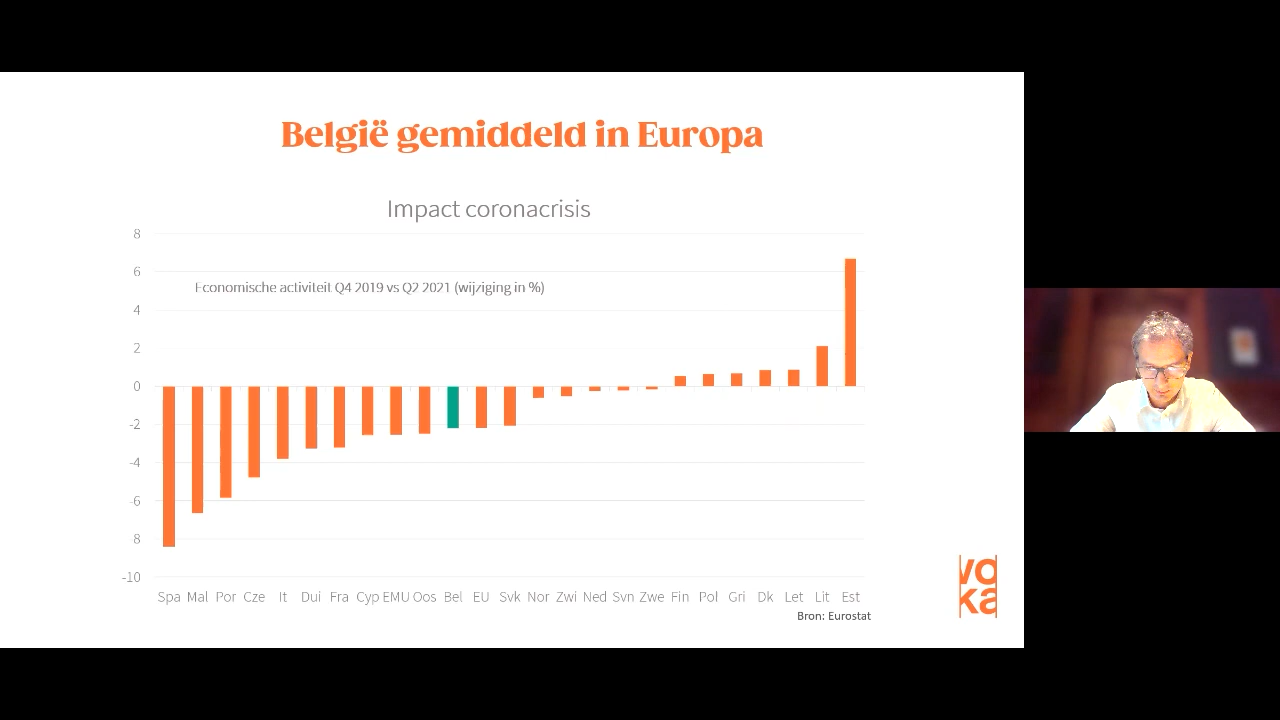 België gemiddeld in Europa
Impact coronacrisis
Economische activiteit Q4 2019 vs Q2 2021 (wijziging in %)
8
6
4
2
0
-2
-4
-6
8
-10
Spa Mal Por Cze It Dui Fra Cyp EMU Oos Bel EU Svk Nor Zwi Ned Svn Zwe Fin Pol Gri Dk Let Lit Est
Bron: Eurostat
vo
ka